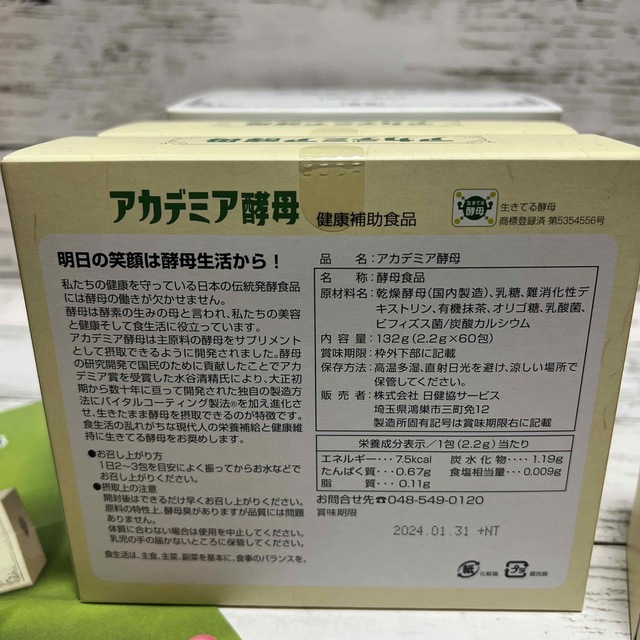 アカデミア酵母
アカデミア酵母 健康補助食品
生きてる
酵母
生きてる酵母
商標登録済 第5354556号
明日の笑顔は酵母生活から！
私たちの健康を守っている日本の伝統発酵食品
には酵母の働きが欠かせません。
酵母は酵素の生みの母と言われ、私たちの美容
と健康そして食生活に役立っています。
アカデミア酵母は主原料の酵母をサプリメント
として摂取できるように開発されました。酵母
の研究開発で国民のために貢献したことでアカ
デミア賞を受賞した水谷清精氏により、大正初
期から数十年に亘って開発された独自の製造方
法にバイタルコーティング製法®を加え進化さ
せ、生きたまま酵母を摂取できるのが特徴です。
食生活の乱れがちな現代人の栄養補給と健康維
持に生きてる酵母をお奨めします。
●お召し上がり方
1日2〜3包を目安によく振ってからお水などで
お召し上がりください。
●摂取上の注意
開封後はできるだけ早くお召し上がりください。
原料の特性上、酵母臭がありますが品質には問題
ありません。
体質に合わない場合は使用を中止してください。
乳児の手の届かないところに保管してください。
食生活は、主食、主菜、副菜を基本に、食事のバランスを。
品 名：アカデミア酵母
名 称：酵母食品
原材料名：乾燥酵母(国内製造)、乳糖、難消化性デ
キストリン、有機抹茶、オリゴ糖、乳酸菌、
ビフィズス菌/炭酸カルシウム
内 容 量：132g(2.2g×60包)
賞味期限：枠外下部に記載
保存方法：高温多湿、直射日光を避け、涼しい場所で
保管してください。
販 売 者：株式会社 日健協サービス
埼玉県鴻巣市三町免12
製造所固有記号は賞味期限右に記載
栄養成分表示/1包(2.2g)当たり
エネルギー…7.5kcal 炭水化物…1.19g
たんぱく質…0.67g 食塩相当量…0.009g
脂 質…0.11g
お問合せ先☎048-549-0120
賞味期限
2024.01.31 +NT
紙 化粧箱 プラ 個包装